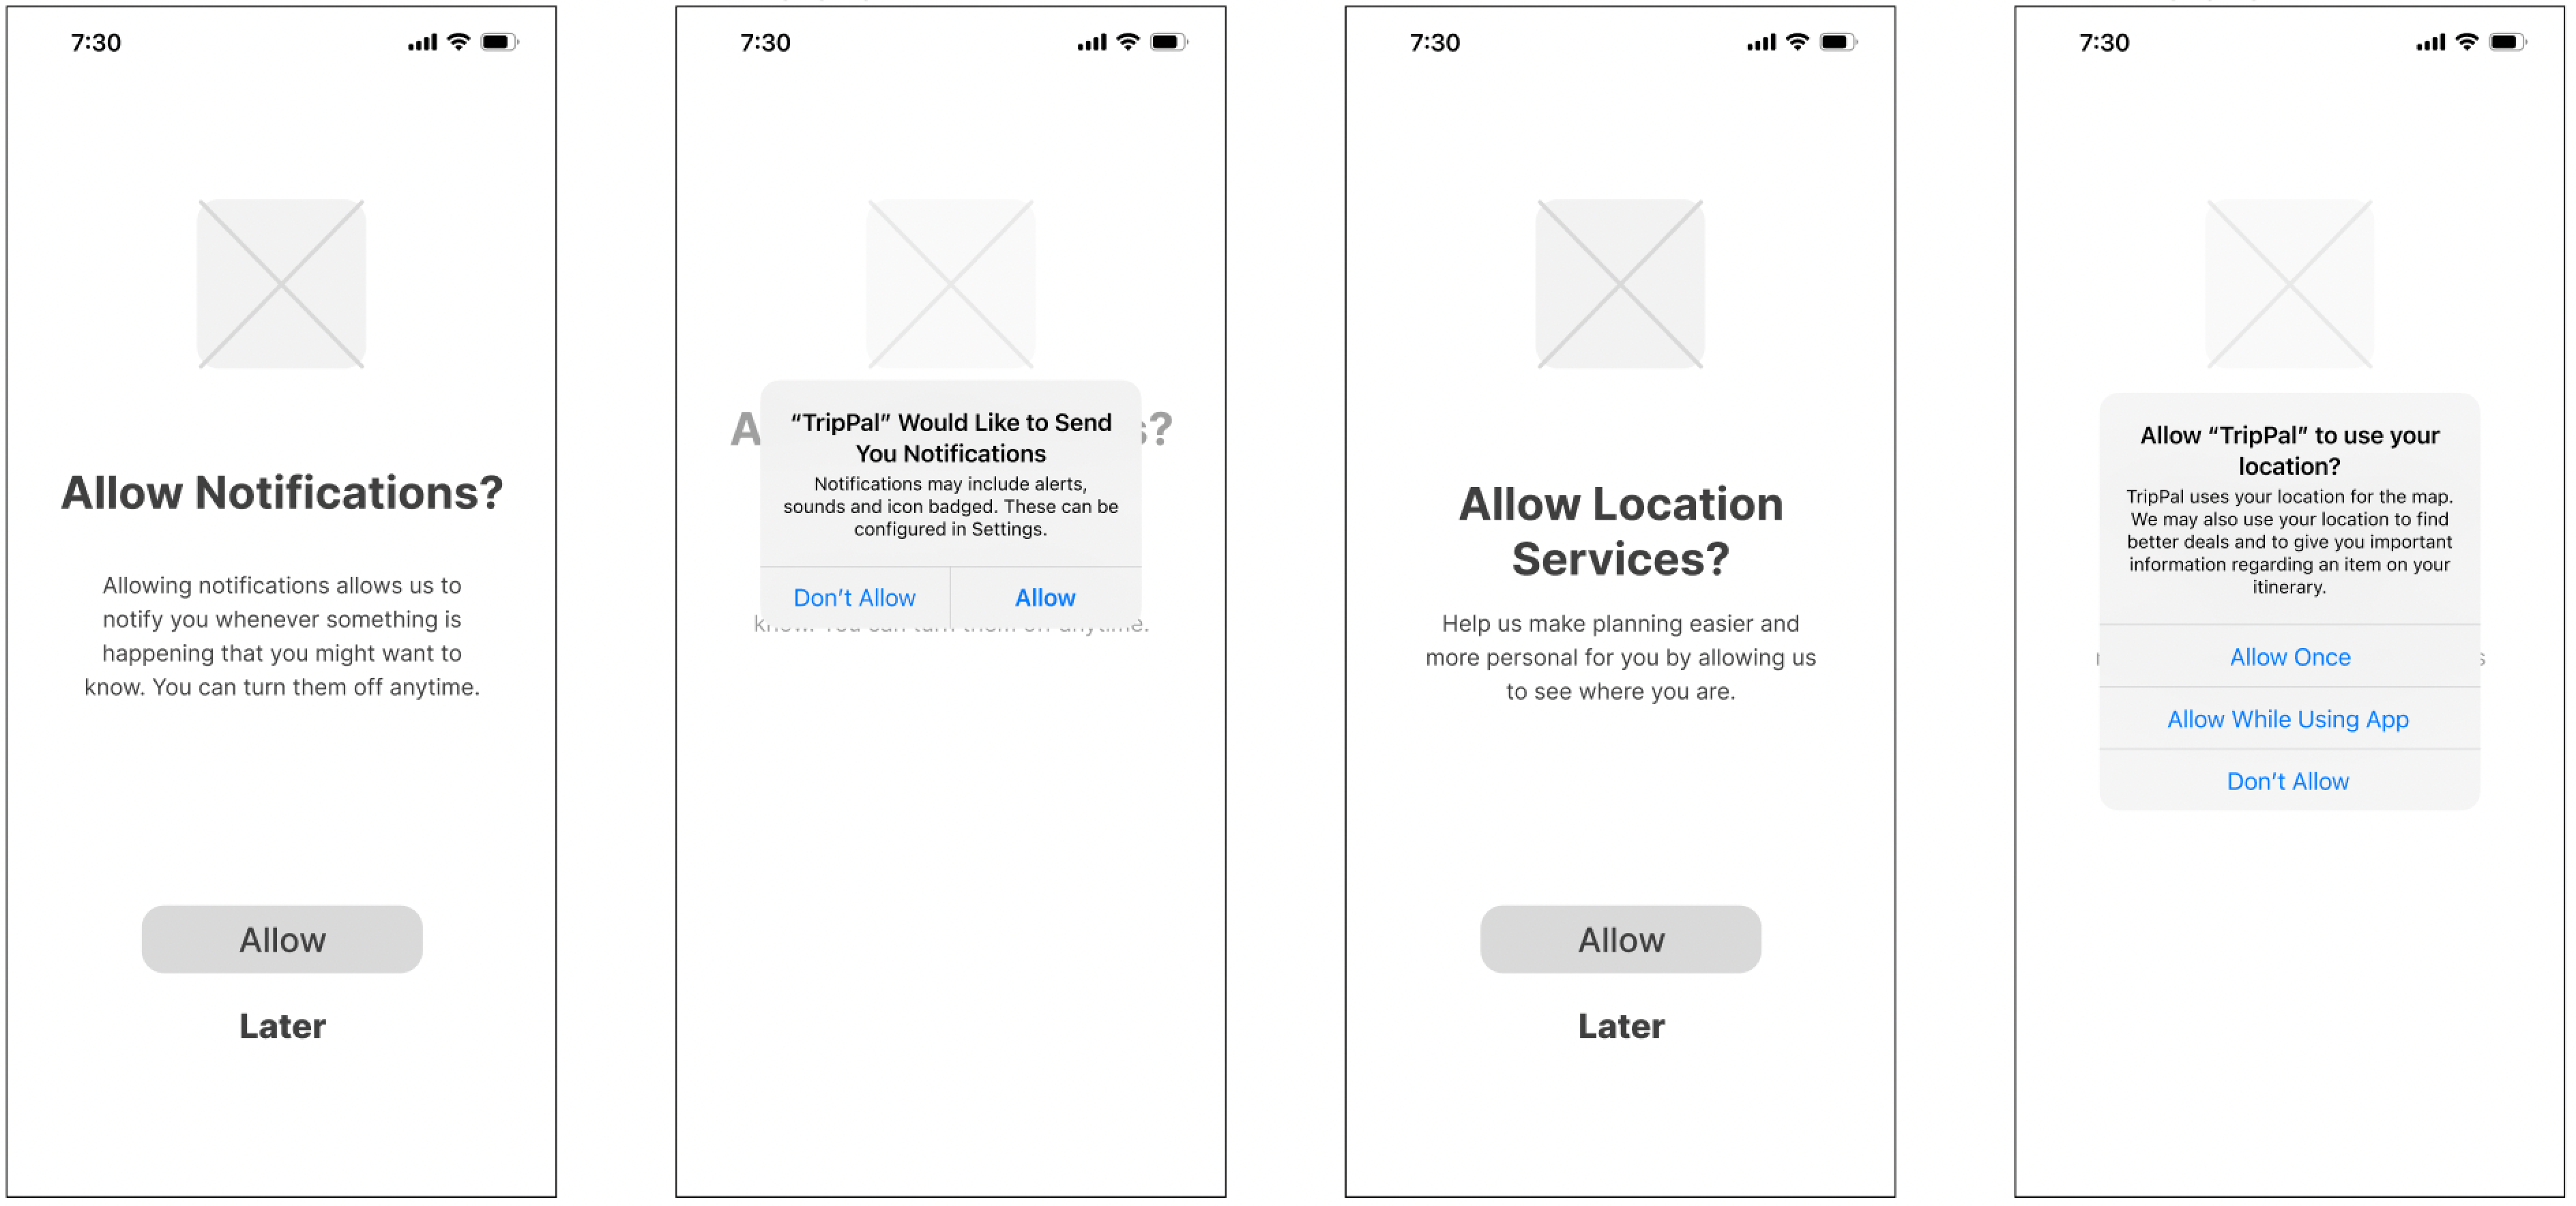 7:30
Allow Notifications?
Allowing notifications allows us to
notify you whenever something is
happening that you might want to
know. You can turn them off anytime.
Allow
Later
7:30
A
s?
“TripPal” Would Like to Send
You Notifications
Notifications may include alerts,
sounds and icon badged. These can be
configured in Settings.
Don’t Allow
Allow
know. You can turn them off anytime.
7:30
Allow Location
Services?
Help us make planning easier and
more personal for you by allowing us
to see where you are.
Allow
Later
7:30
Allow “TripPal” to use your
location?
TripPal uses your location for the map.
We may also use your location to find
better deals and to give you important
information regarding an item on your
itinerary.
Allow Once
s
Allow While Using App
Don’t Allow